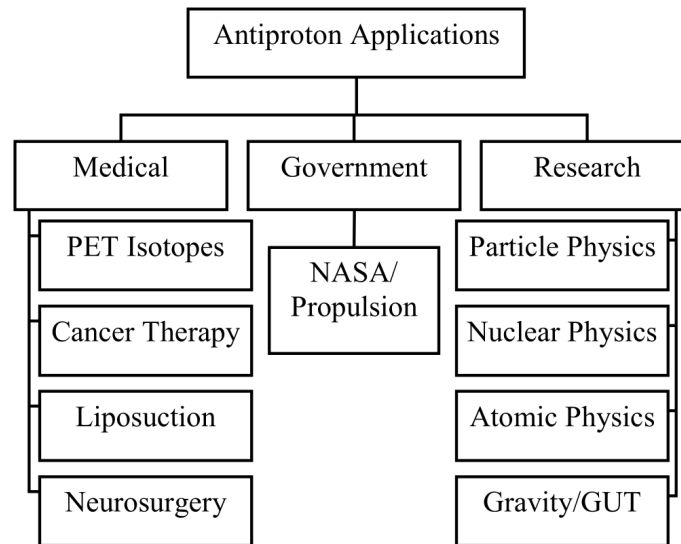 Antiproton Applications
Medical
Government
Research
PET Isotopes
Cancer Therapy
Liposuction
Neurosurgery
NASA/
Propulsion
Particle Physics
Nuclear Physics
Atomic Physics
Gravity/GUT